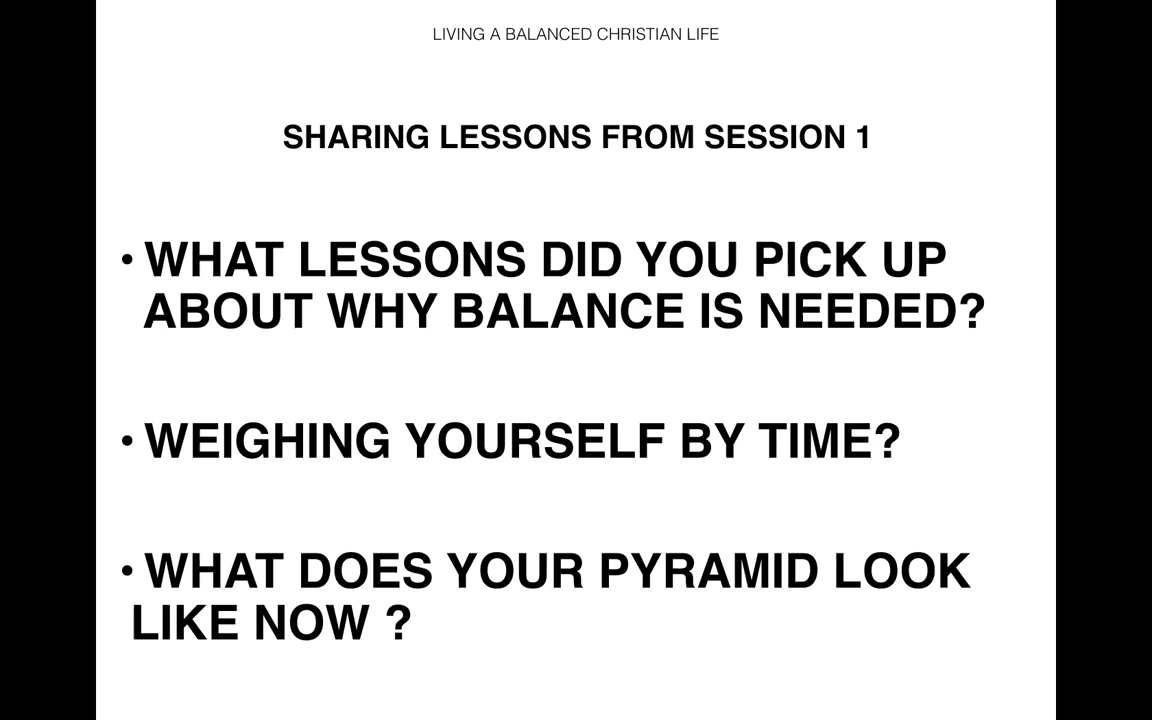 LIVING A BALANCED CHRISTIAN LIFE
SHARING LESSONS FROM SESSION 1
• WHAT LESSONS DID YOU PICK UP
ABOUT WHY BALANCE IS NEEDED?
• WEIGHING YOURSELF BY TIME?
• WHAT DOES YOUR PYRAMID LOOK
LIKE NOW ?